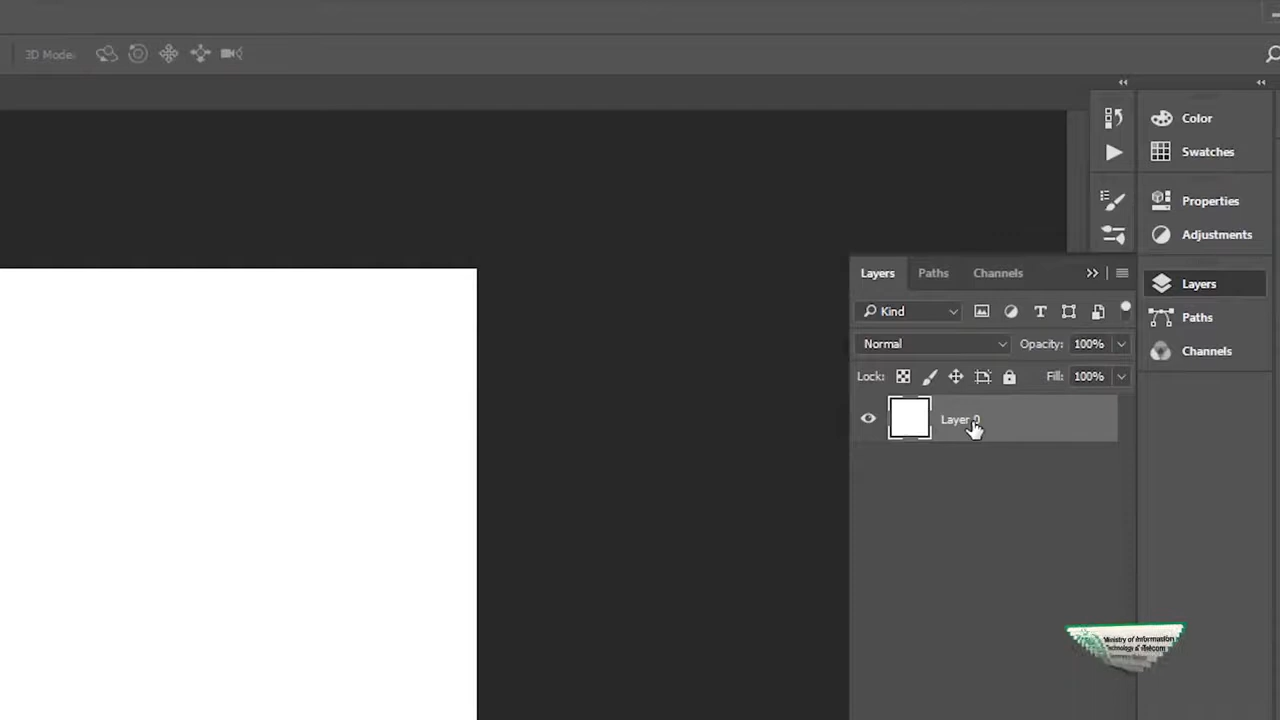 3D Mode:
Color
Swatches
Properties
Adjustments
Layers Paths Channels
Kind
Normal Opacity: 100%
Lock: Fill: 100%
Layer 0
Layers
Paths
Channels
Ministry of Information
Technology & Telecom